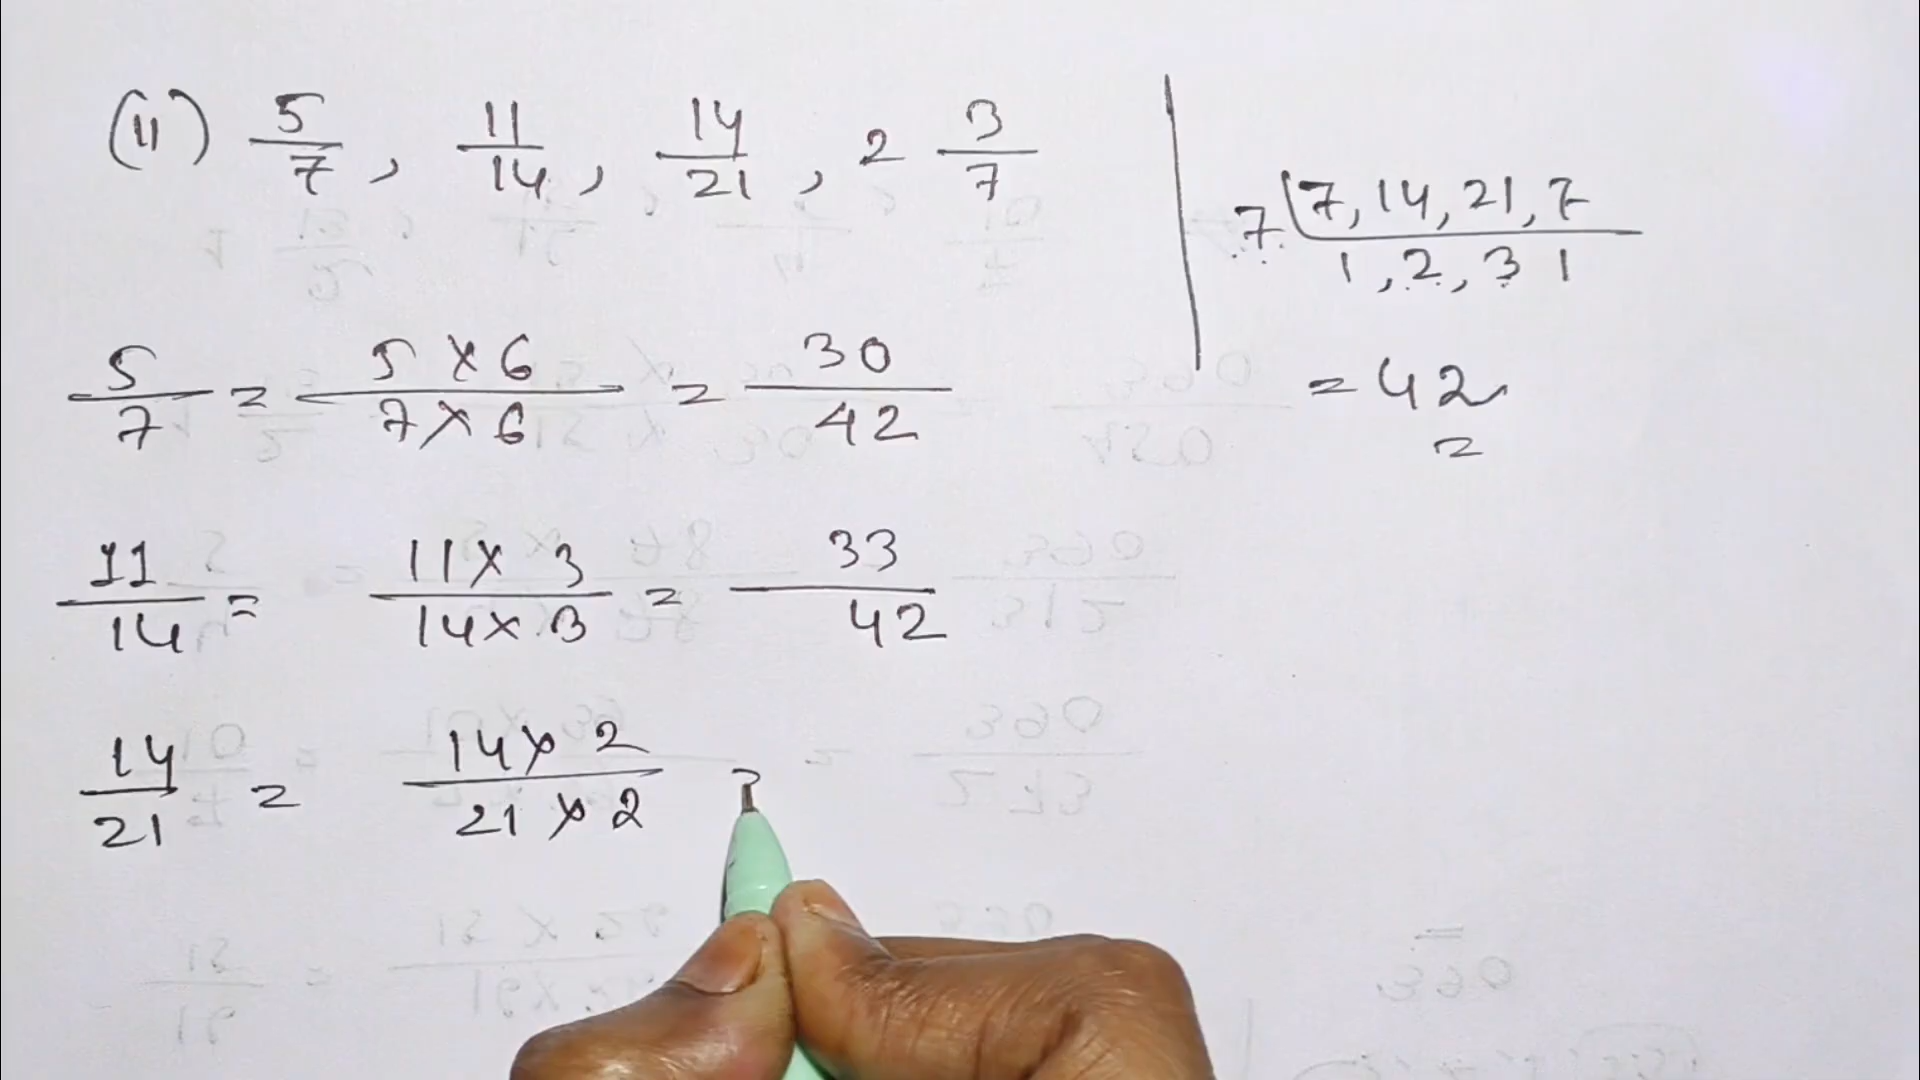 (11) 5/7, 11/14, 14/21, 2 3/7
7 | 7, 14, 21, 7
1, 2, 3 1
= 42
5/7 = 5 × 6 / 7 × 6 = 30/42
11/14 = 11 × 3 / 14 × 3 = 33/42
14/21 = 14 × 2 / 21 × 2